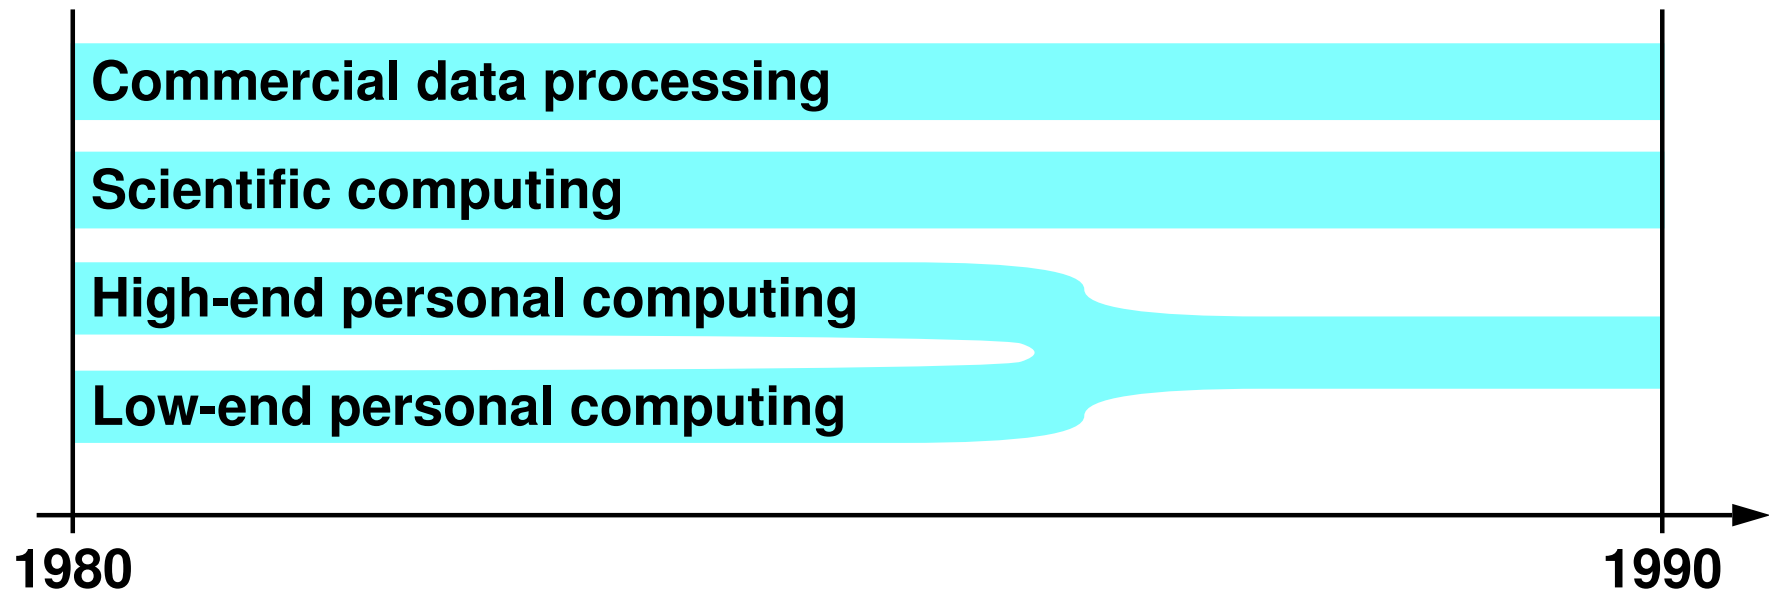 Commercial data processing
Scientific computing
High-end personal computing
Low-end personal computing
1980 1990